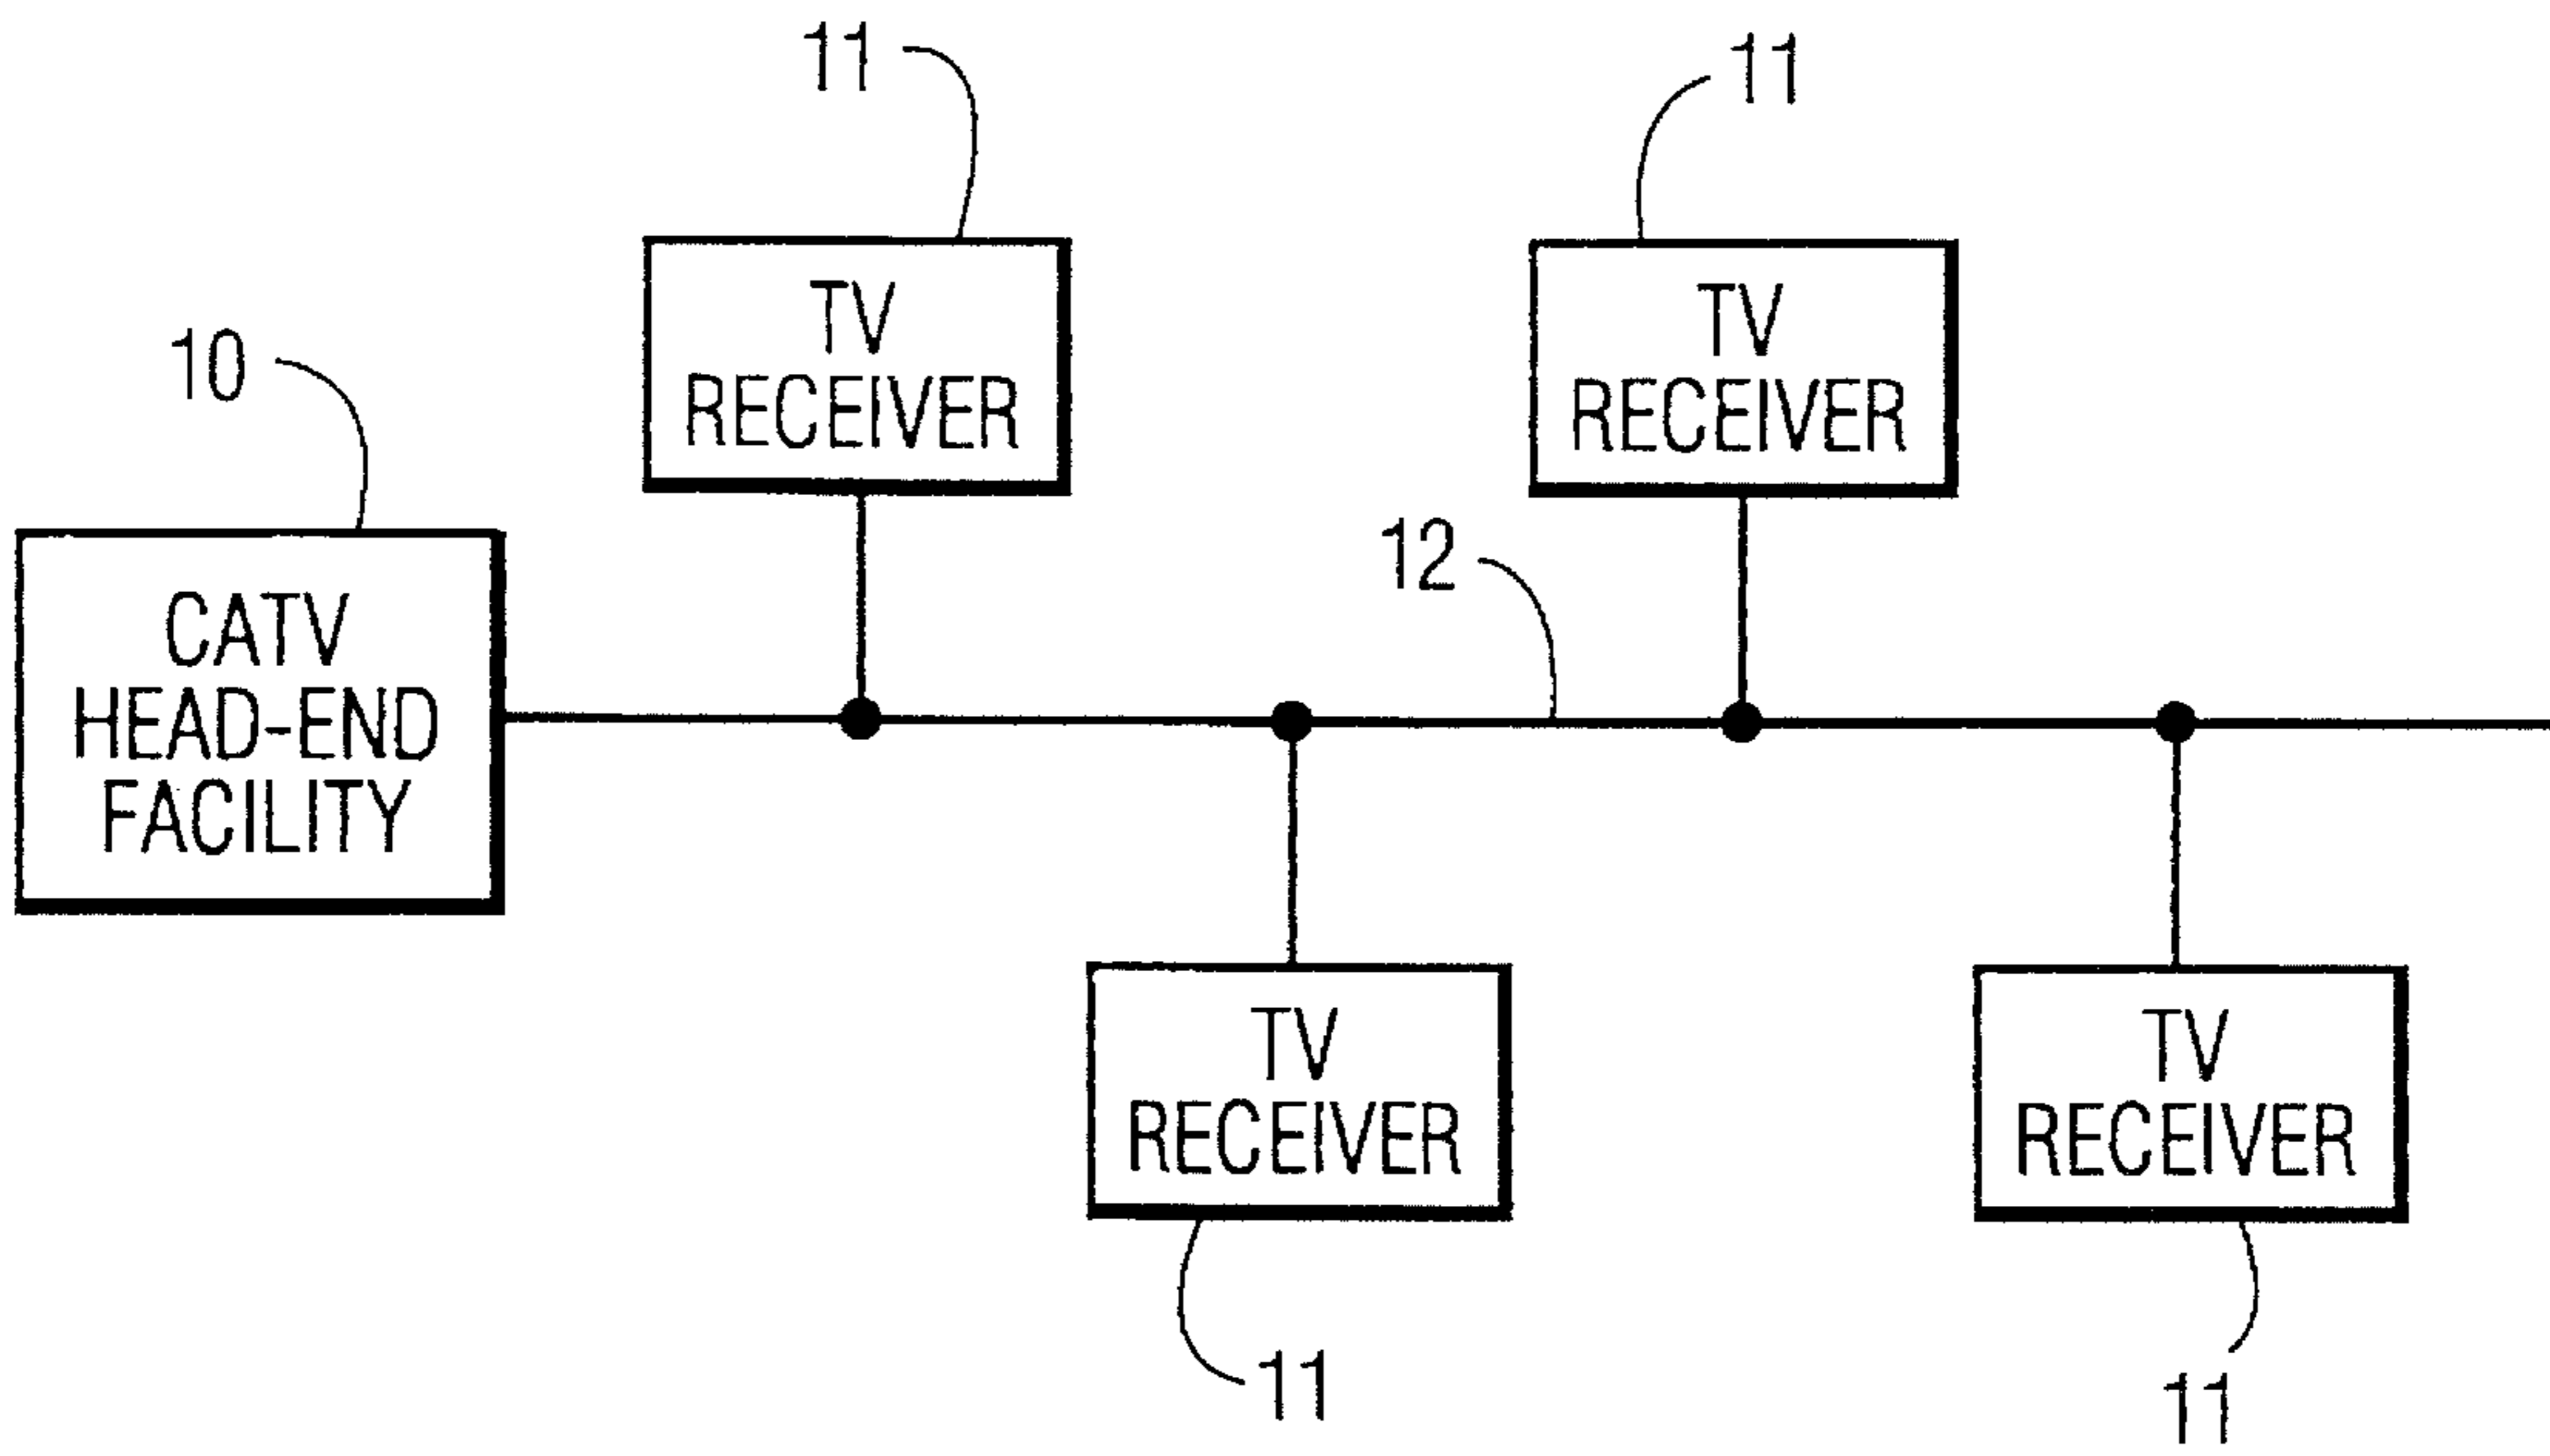 11
11
TV
RECEIVER
TV
RECEIVER
10
12
CATV
HEAD-END
FACILITY
TV
RECEIVER
TV
RECEIVER
11
11